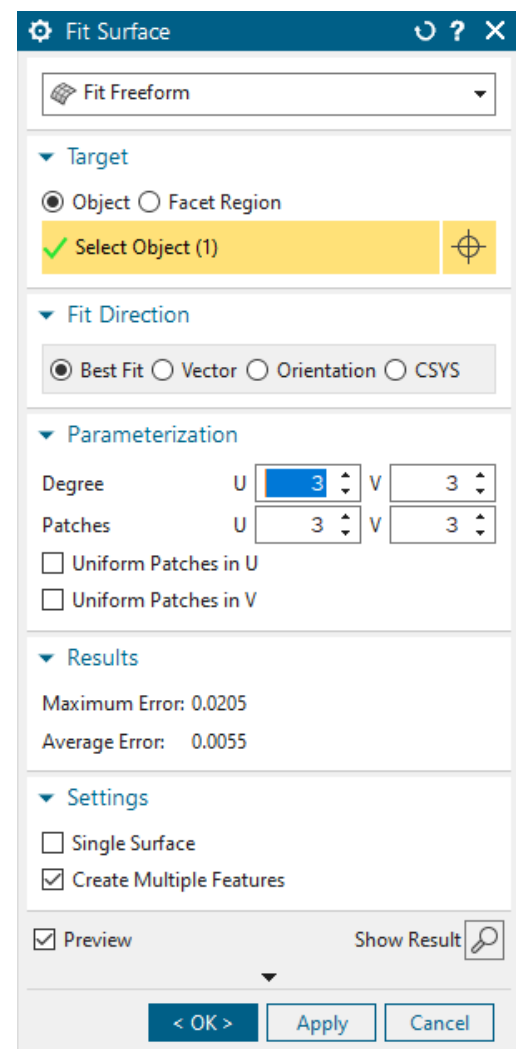 Fit Surface ?
Fit Freeform
Target
Object Facet Region
Select Object (1)
Fit Direction
Best Fit Vector Orientation CSYS
Parameterization
Degree U 3 V 3
Patches U 3 V 3
Uniform Patches in U
Uniform Patches in V
Results
Maximum Error: 0.0205
Average Error: 0.0055
Settings
Single Surface
Create Multiple Features
Preview Show Result
< OK > Apply Cancel